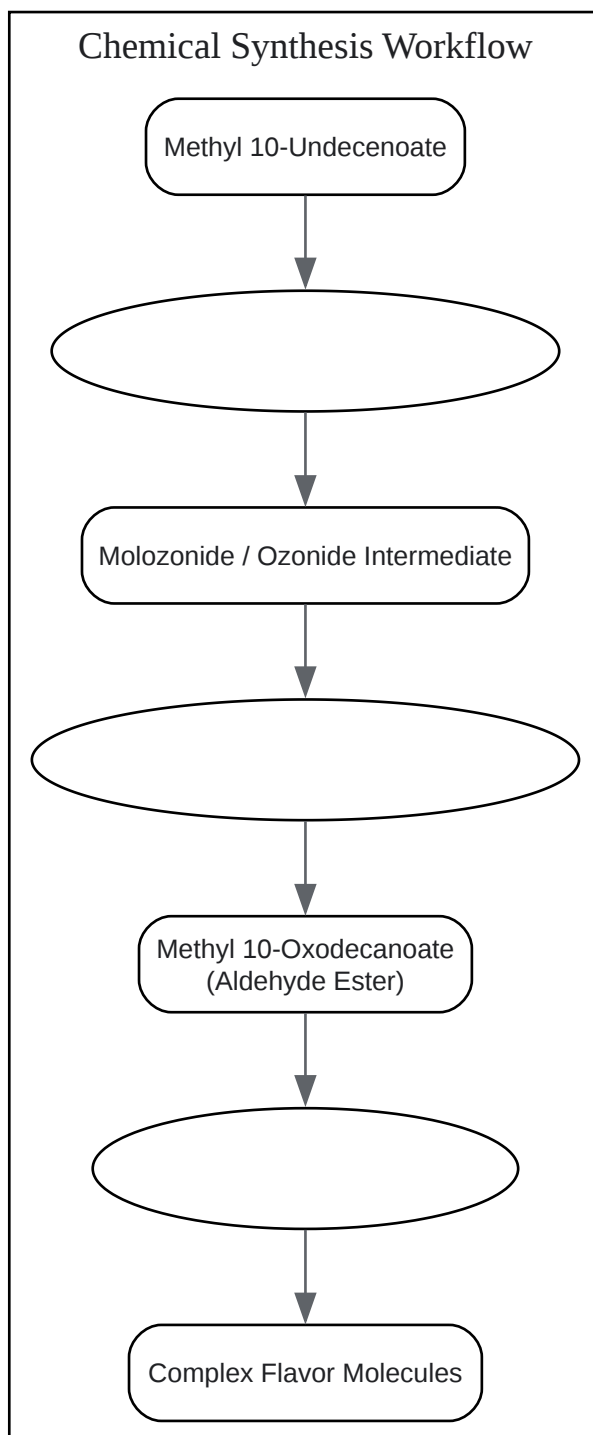 Chemical Synthesis Workflow
Methyl 10-Undecenoate
Molozonide / Ozonide Intermediate
Methyl 10-Oxodecanoate
(Aldehyde Ester)
Complex Flavor Molecules